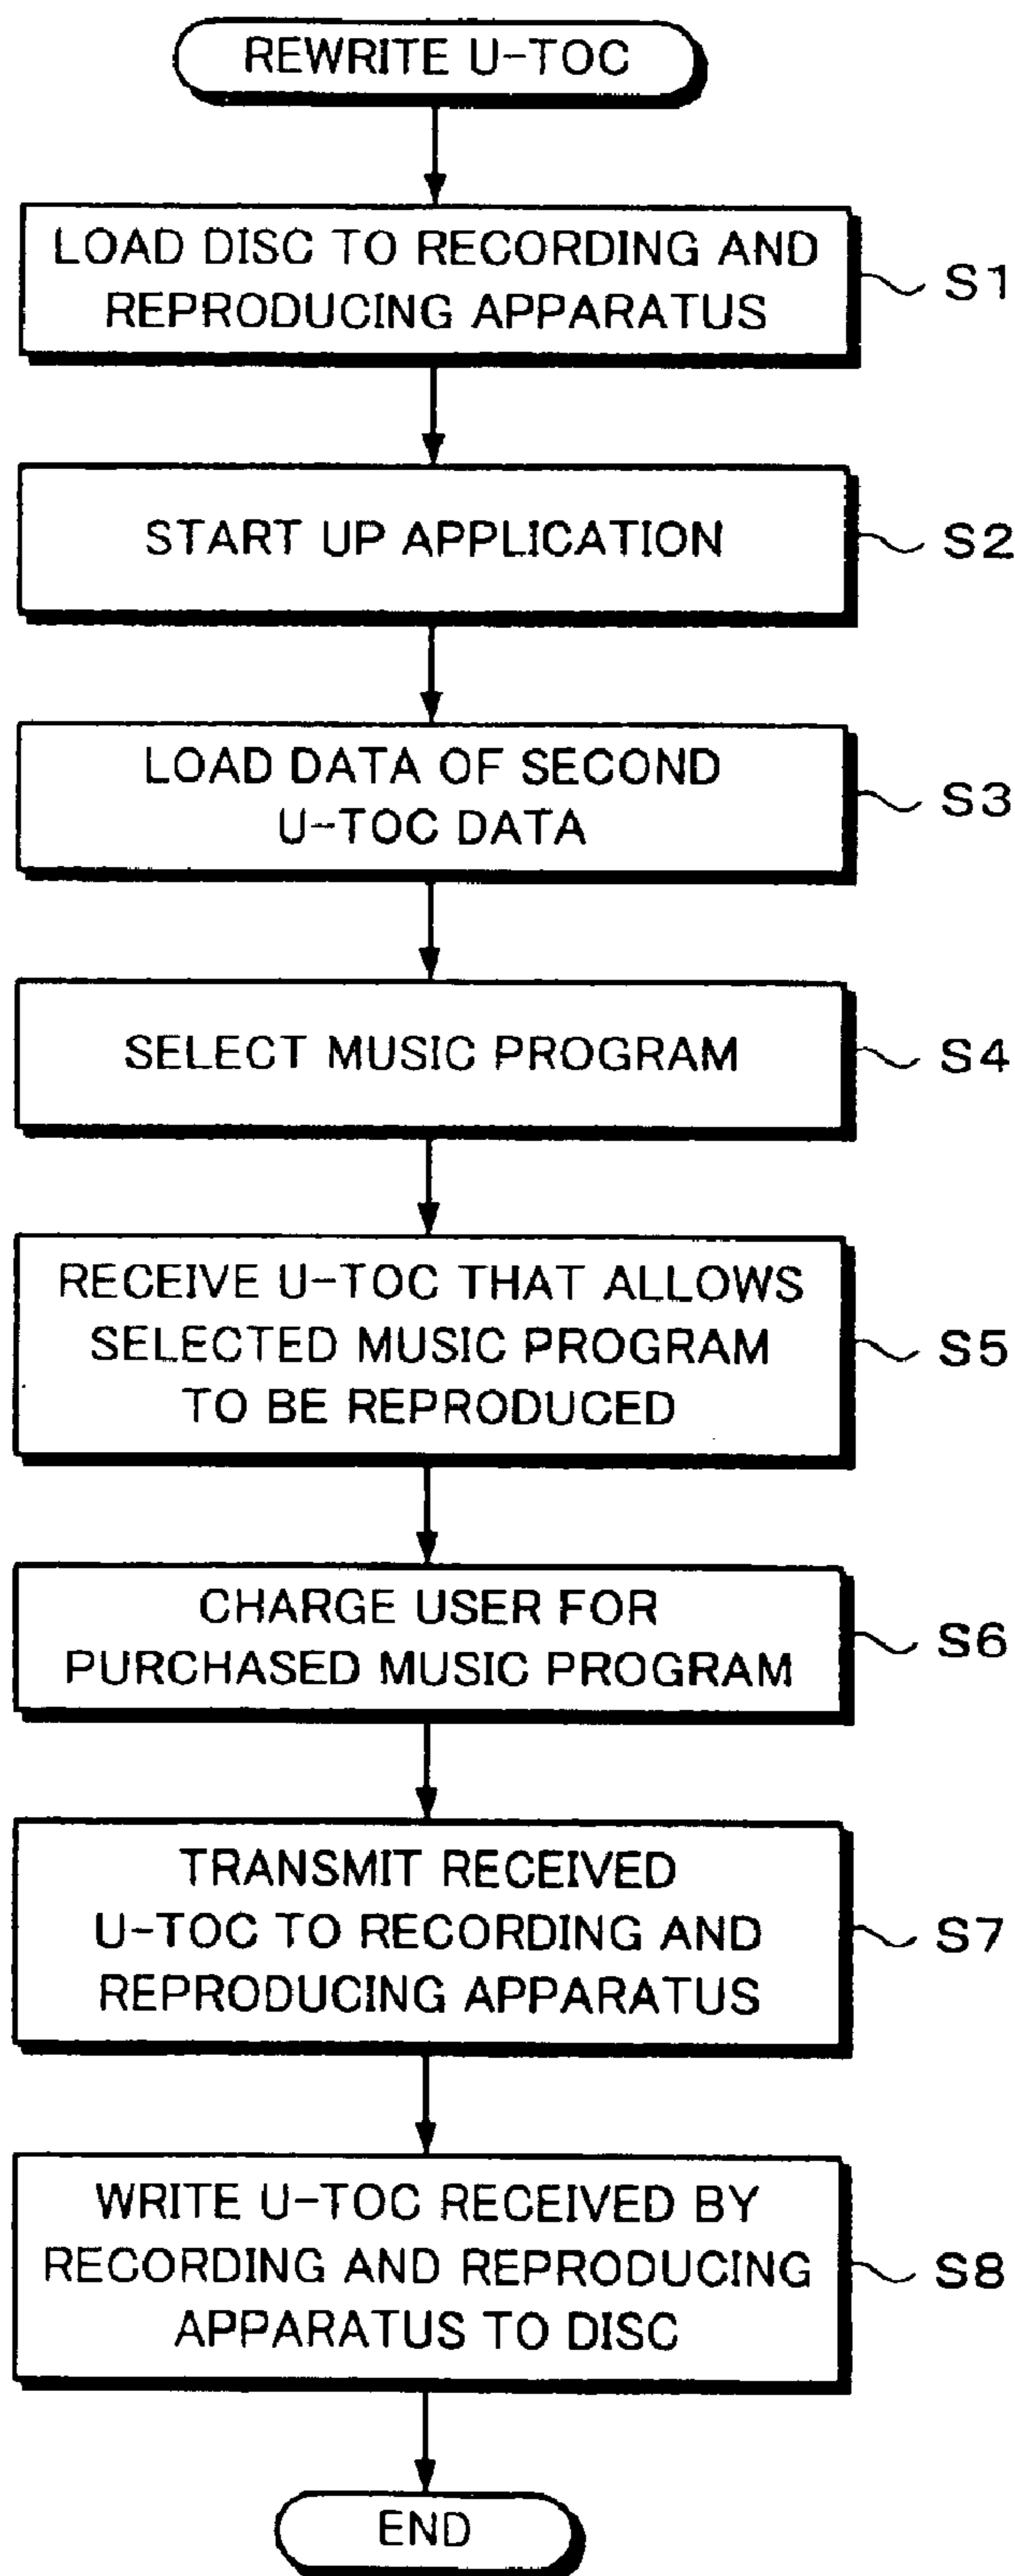 REWRITE U-TOC
LOAD DISC TO RECORDING AND
REPRODUCING APPARATUS
S1
START UP APPLICATION
S2
LOAD DATA OF SECOND
U-TOC DATA
S3
SELECT MUSIC PROGRAM
S4
RECEIVE U-TOC THAT ALLOWS
SELECTED MUSIC PROGRAM
TO BE REPRODUCED
S5
CHARGE USER FOR
PURCHASED MUSIC PROGRAM
S6
TRANSMIT RECEIVED
U-TOC TO RECORDING AND
REPRODUCING APPARATUS
S7
WRITE U-TOC RECEIVED BY
RECORDING AND REPRODUCING
APPARATUS TO DISC
S8
END